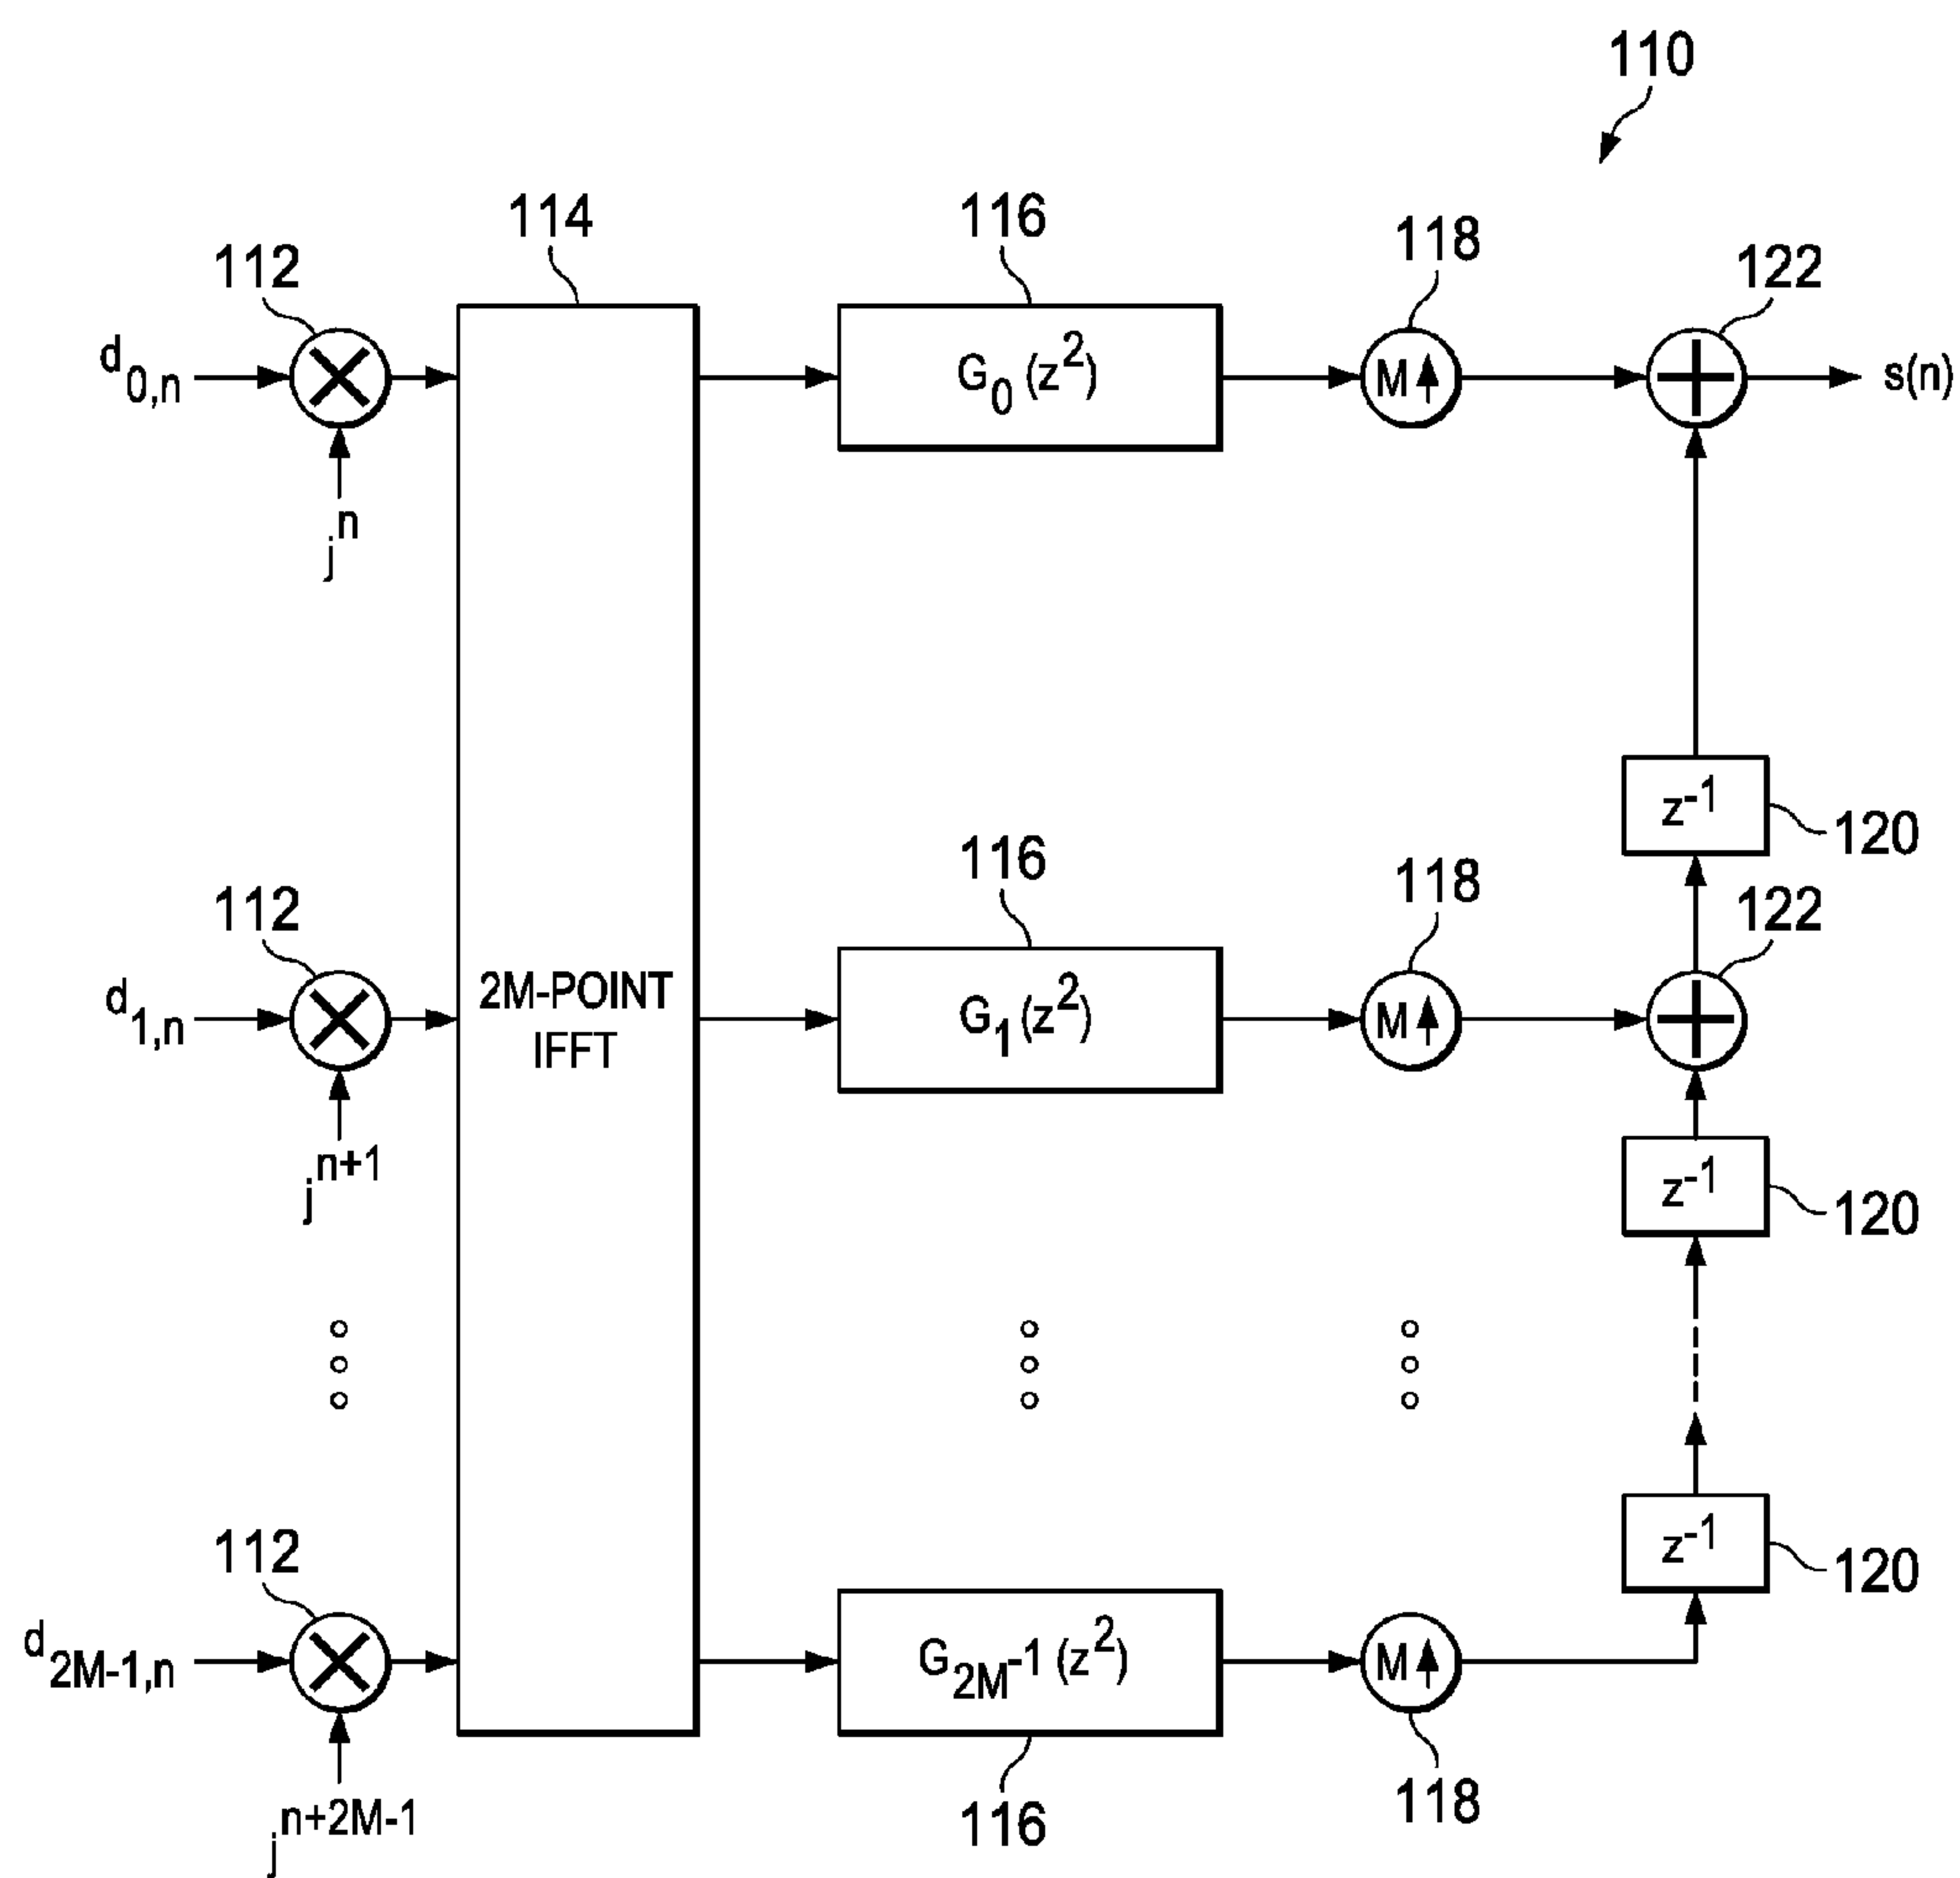 110
114
116
118
122
112
d0,n
G0 (z2)
M
s(n)
jn
z-1
120
116
118
122
112
d1,n
2M-POINT
IFFT
G1 (z2)
M
jn+1
z-1
120
z-1
120
112
d2M-1,n
G2M-1 (z2)
M
jn+2M-1
116
118